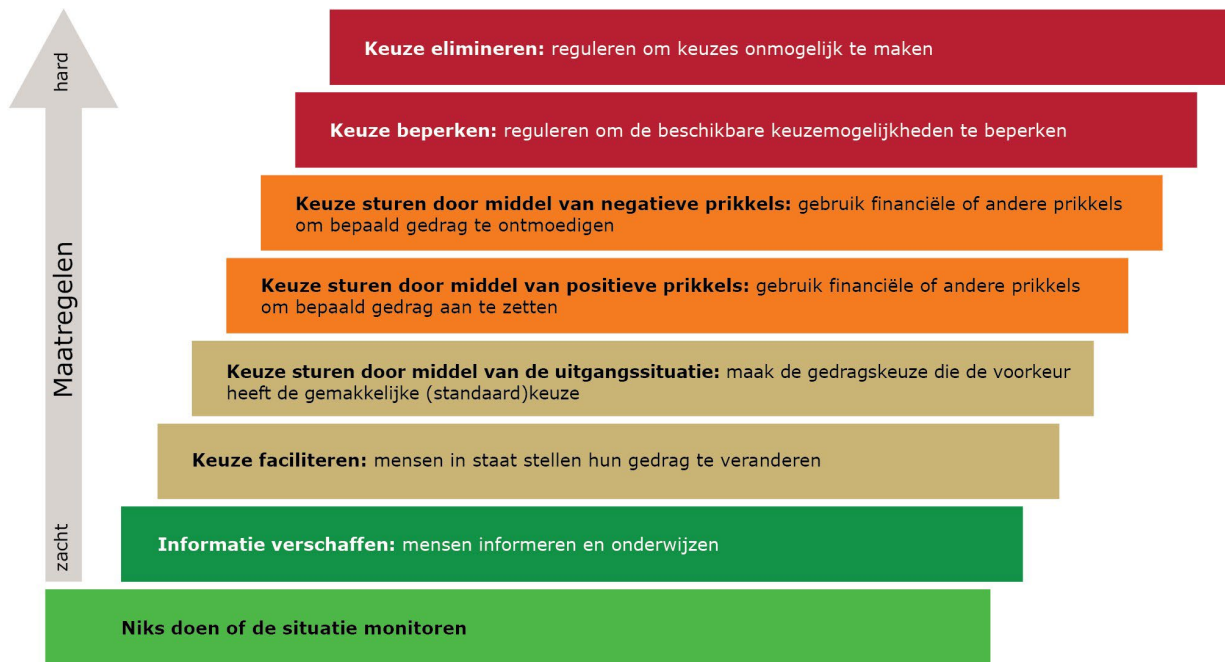 hard
Maatregelen
zacht
Keuze elimineren: reguleren om keuzes onmogelijk te maken
Keuze beperken: reguleren om de beschikbare keuzemogelijkheden te beperken
Keuze sturen door middel van negatieve prikkels: gebruik financiële of andere prikkels
om bepaald gedrag te ontmoedigen
Keuze sturen door middel van positieve prikkels: gebruik financiële of andere prikkels
om bepaald gedrag aan te zetten
Keuze sturen door middel van de uitgangssituatie: maak de gedragskeuze die de voorkeur
heeft de gemakkelijke (standaard)keuze
Keuze faciliteren: mensen in staat stellen hun gedrag te veranderen
Informatie verschaffen: mensen informeren en onderwijzen
Niks doen of de situatie monitoren